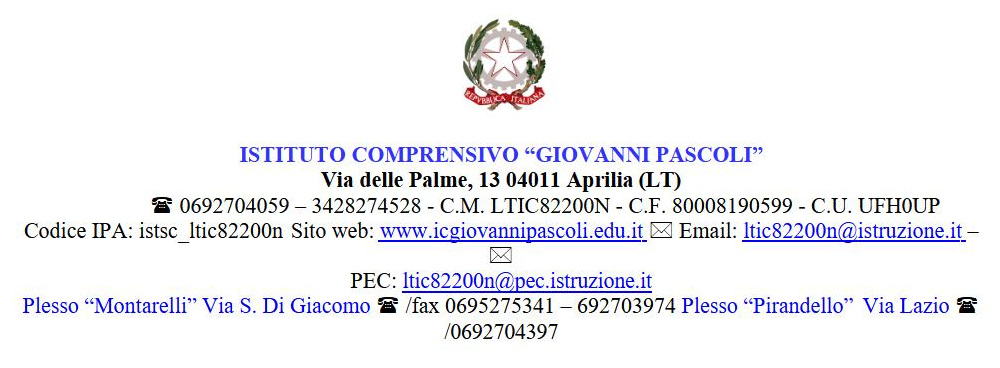 REPVBBLICA ITALIANA
ISTITUTO COMPRENSIVO “GIOVANNI PASCOLI”
Via delle Palme, 13 04011 Aprilia (LT)
☎ 0692704059 – 3428274528 - C.M. LTIC82200N - C.F. 80008190599 - C.U. UFH0UP
Codice IPA: istsc_ltic82200n Sito web: www.icgiovannipascoli.edu.it ✉ Email: ltic82200n@istruzione.it –
✉
PEC: ltic82200n@pec.istruzione.it
Plesso “Montarelli” Via S. Di Giacomo ☎ /fax 0695275341 – 692703974 Plesso “Pirandello” Via Lazio ☎
/0692704397